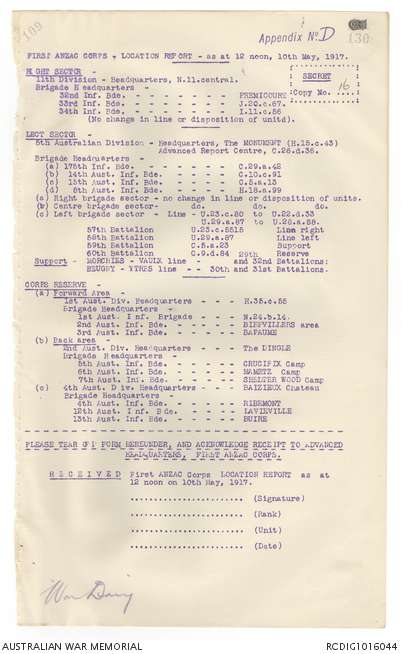 109
Appendix No. D
130
FIRST ANZAC CORPS - LOCATION REPORT - as at 12 noon, 10th May, 1917.
SECRET
Copy No. 16
RIGHT SECTOR -
11th Division - Headquarters, N.11.central.
Brigade Headquarters -
32nd Inf. Bde. - - - - - - - FREMICOURT
33rd Inf. Bde. - - - - - - - J.20.c.67.
34th Inf. Bde. - - - - - - - I.11.c.56
(No change in line or disposition of unitd).
LECT SECTOR -
5th Australian Division - Headquarters, The MONUMENT (H.15.c.43)
Advanced Report Centre, C.26.d.36.
Brigade Headquarters -
(a) 175th Inf. Bde. - - - - - C.29.a.42
(b) 14th Aust. Inf. Bde. - - - - C.10.c.91
(c) 15th Aust. Inf. Bde. - - - - C.5.a.13
(d) 8th Aust. Inf. Bde. - - - - H.15.a.99
(a) Right brigade sector - no change in line or disposition of units.
(b) Centre brigade sector - do. do. do.
(c) Left brigade sector - Line - U.23.c.80 to U.22.d.33
U.29.a.87 to U.28.a.88.
57th Battalion U.23.c.5515 Line right
58th Battalion U.29.a.87 Line left
59th Battalion C.5.a.23 Support
60th Battalion C.9.d.84 Reserve
Support - MORCHIES - VAULX line - - 29th and 32nd Battalions:
BEUGNY - YTRES line - - 30th and 31st Battalions.
CORPS RESERVE -
(a) Forward Area -
1st Aust. Div. Headquarters - - - H.35.c.55
Brigade Headquarters -
1st Aust. Inf. Brigade - - - N.24.b.14.
2nd Aust. Inf. Bde. - - - - BIEFVILLERS area
3rd Aust. Inf. Bde. - - - - BAPAUME
(b) Back area -
2nd Aust. Div. Headquarters - - - The DINGLE
Brigade Headquarters -
5th Aust. Inf. Bde. - - - - CRUCIFIX Camp
6th Aust. Inf. Bde. - - - - MAMETZ Camp
7th Aust. Inf. Bde. - - - - SHELTER WOOD Camp
(c) 4th Aust. Div. Headquarters - - - BAIZIEUX Chateau
Brigade Headquarters -
4th Aust. Inf. Bde. - - - - RIBEMONT
12th Aust. Inf. Bde. - - - - LAVIEVILLE
13th Aust. Inf. Bde. - - - - BUIRE
PLEASE TEAR OFF FORM HEREUNDER, AND ACKNOWLEDGE RECEIPT TO ADVANCED
HEADQUARTERS, FIRST ANZAC CORPS.
RECEIVED First ANZAC Corps LOCATION REPORT as at
12 noon on 10th May, 1917.
........................ (Signature)
........................ (Rank)
........................ (Unit)
........................ (Date)
War Diary
AUSTRALIAN WAR MEMORIAL
RCDIG1016044